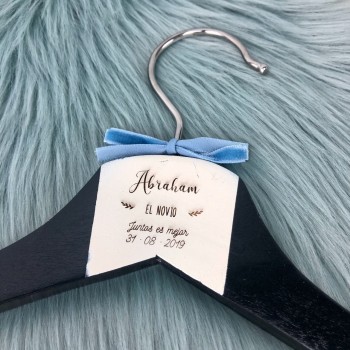 Abraham
EL NOVIO
Juntos es mejor
31 - 08 - 2019